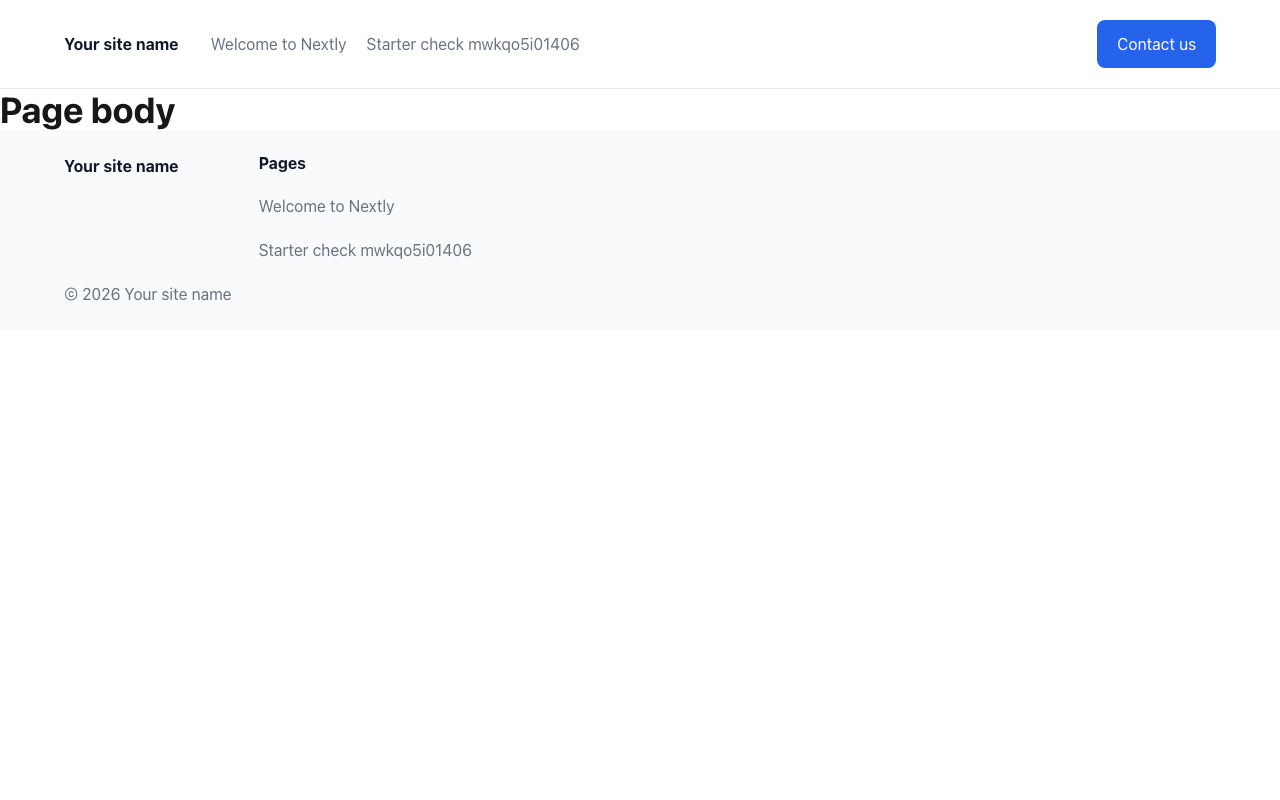 Your site name
Welcome to Nextly
Starter check mwkqo5i01406
Contact us
Page body
Your site name
Pages
Welcome to Nextly
Starter check mwkqo5i01406
© 2026 Your site name